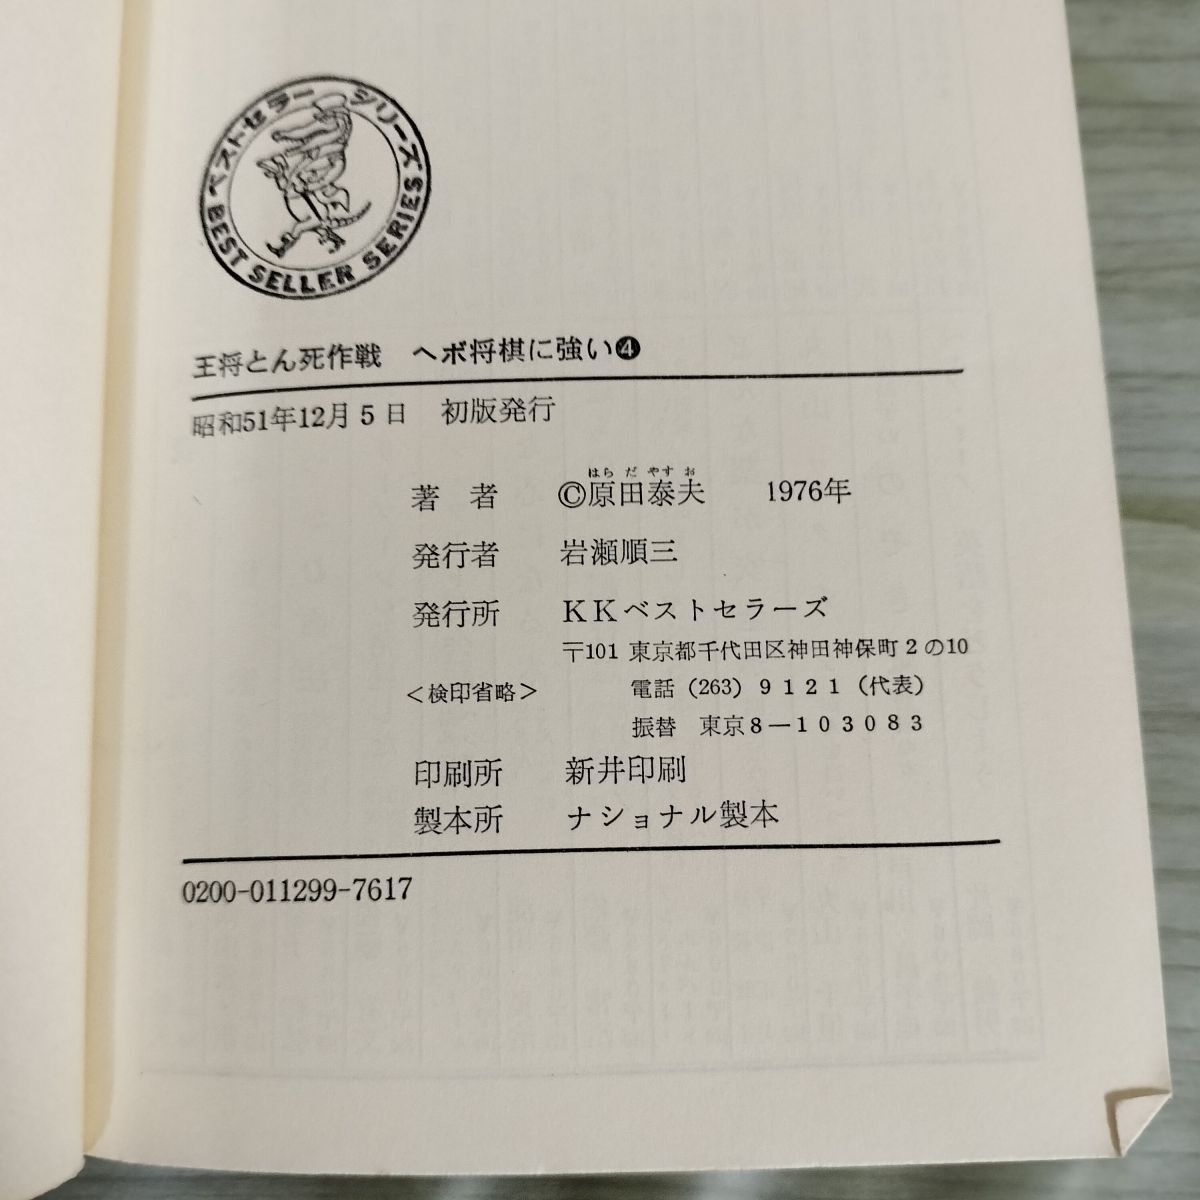 ベストセラーシリーズ
BEST SELLER SERIES
王将とん死作戦 ヘボ将棋に強い❹
昭和51年12月5日 初版発行
はらだやすお
著者 ©原田泰夫 1976年
発行者 岩瀬順三
発行所 KKベストセラーズ
〒101 東京都千代田区神田神保町2の10
<検印省略> 電話(263)9121(代表)
振替 東京8―103083
印刷所 新井印刷
製本所 ナショナル製本
0200-011299-7617